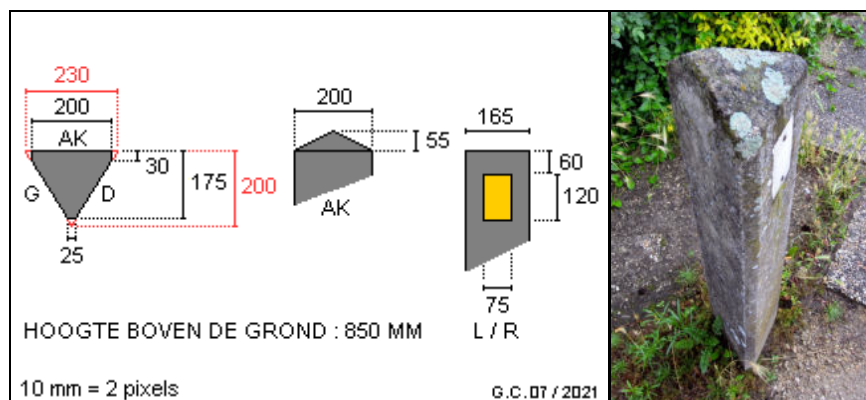 230
200
AK
G
D
30
175
200
25
200
55
AK
165
60
120
75
HOOGTE BOVEN DE GROND : 850 MM
L / R
10 mm = 2 pixels
G.C.07 / 2021